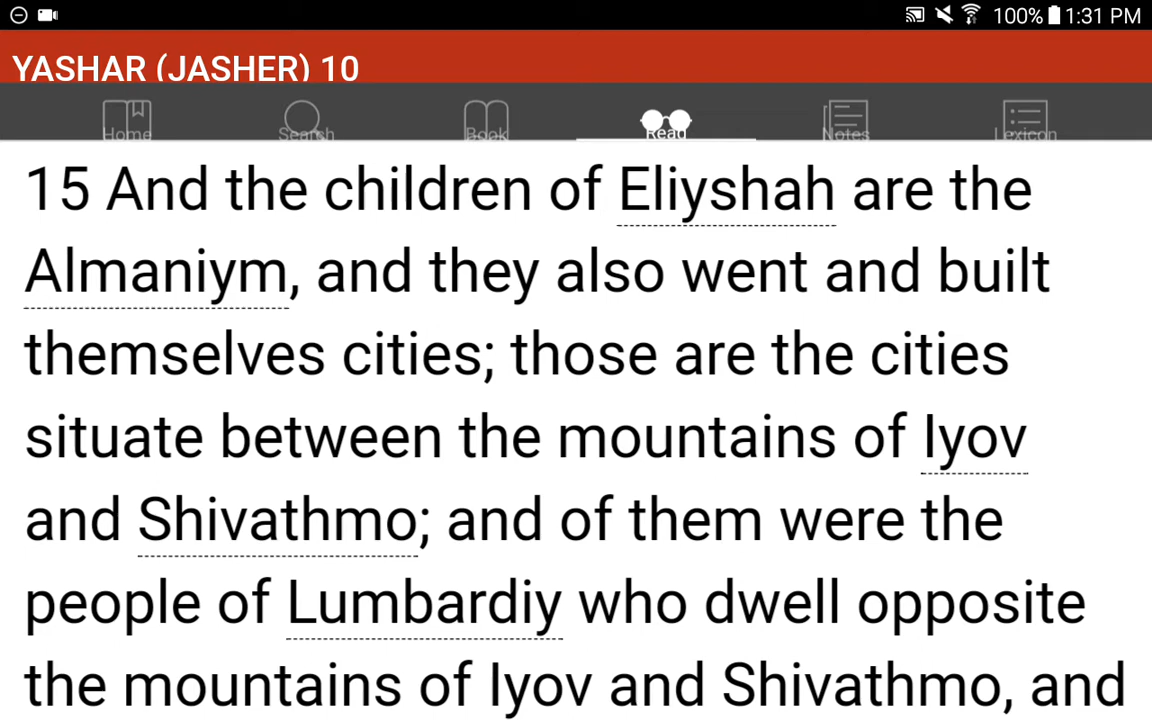 100% 1:31 PM
YASHAR (JASHER) 10
Home Search Book Read Notes Lexicon
15 And the children of Eliyshah are the
Almaniym, and they also went and built
themselves cities; those are the cities
situate between the mountains of Iyov
and Shivathmo; and of them were the
people of Lumbardiy who dwell opposite
the mountains of Iyov and Shivathmo, and